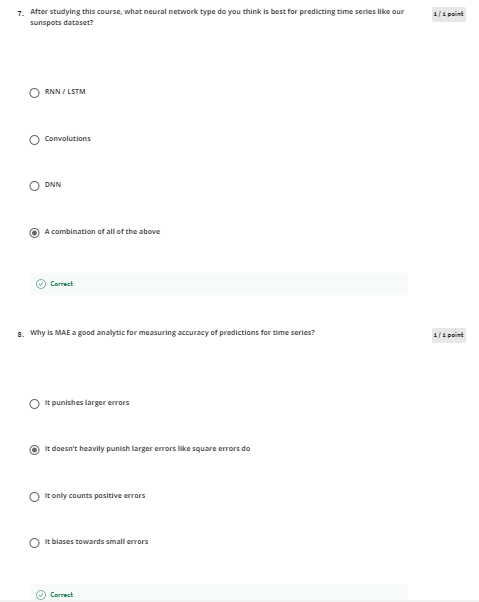 7. After studying this course, what neural network type do you think is best for predicting time series like our
sunspots dataset?
1 / 1 point
RNN / LSTM
Convolutions
DNN
A combination of all of the above
Correct
8. Why is MAE a good analytic for measuring accuracy of predictions for time series?
1 / 1 point
It punishes larger errors
It doesn't heavily punish larger errors like square errors do
It only counts positive errors
It biases towards small errors
Correct